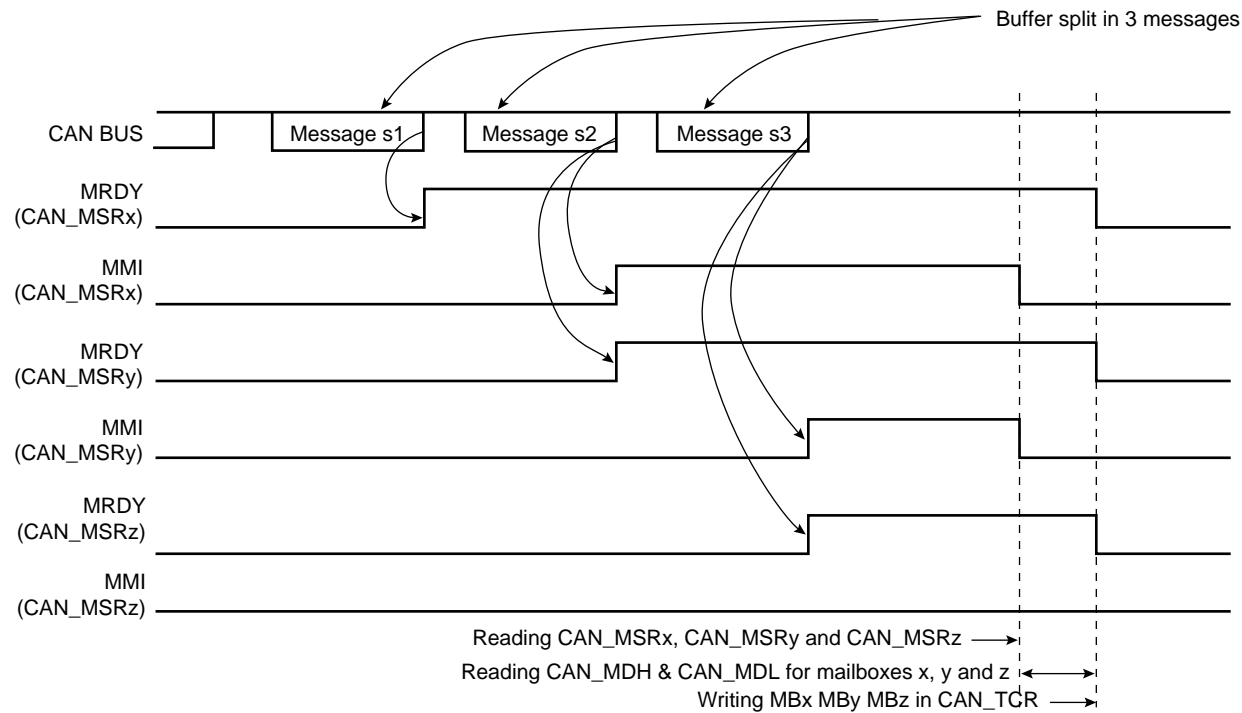 Buffer split in 3 messages
CAN BUS
Message s1
Message s2
Message s3
MRDY
(CAN_MSRx)
MMI
(CAN_MSRx)
MRDY
(CAN_MSRy)
MMI
(CAN_MSRy)
MRDY
(CAN_MSRz)
MMI
(CAN_MSRz)
Reading CAN_MSRx, CAN_MSRy and CAN_MSRz
Reading CAN_MDH & CAN_MDL for mailboxes x, y and z
Writing MBx MBy MBz in CAN_TCR